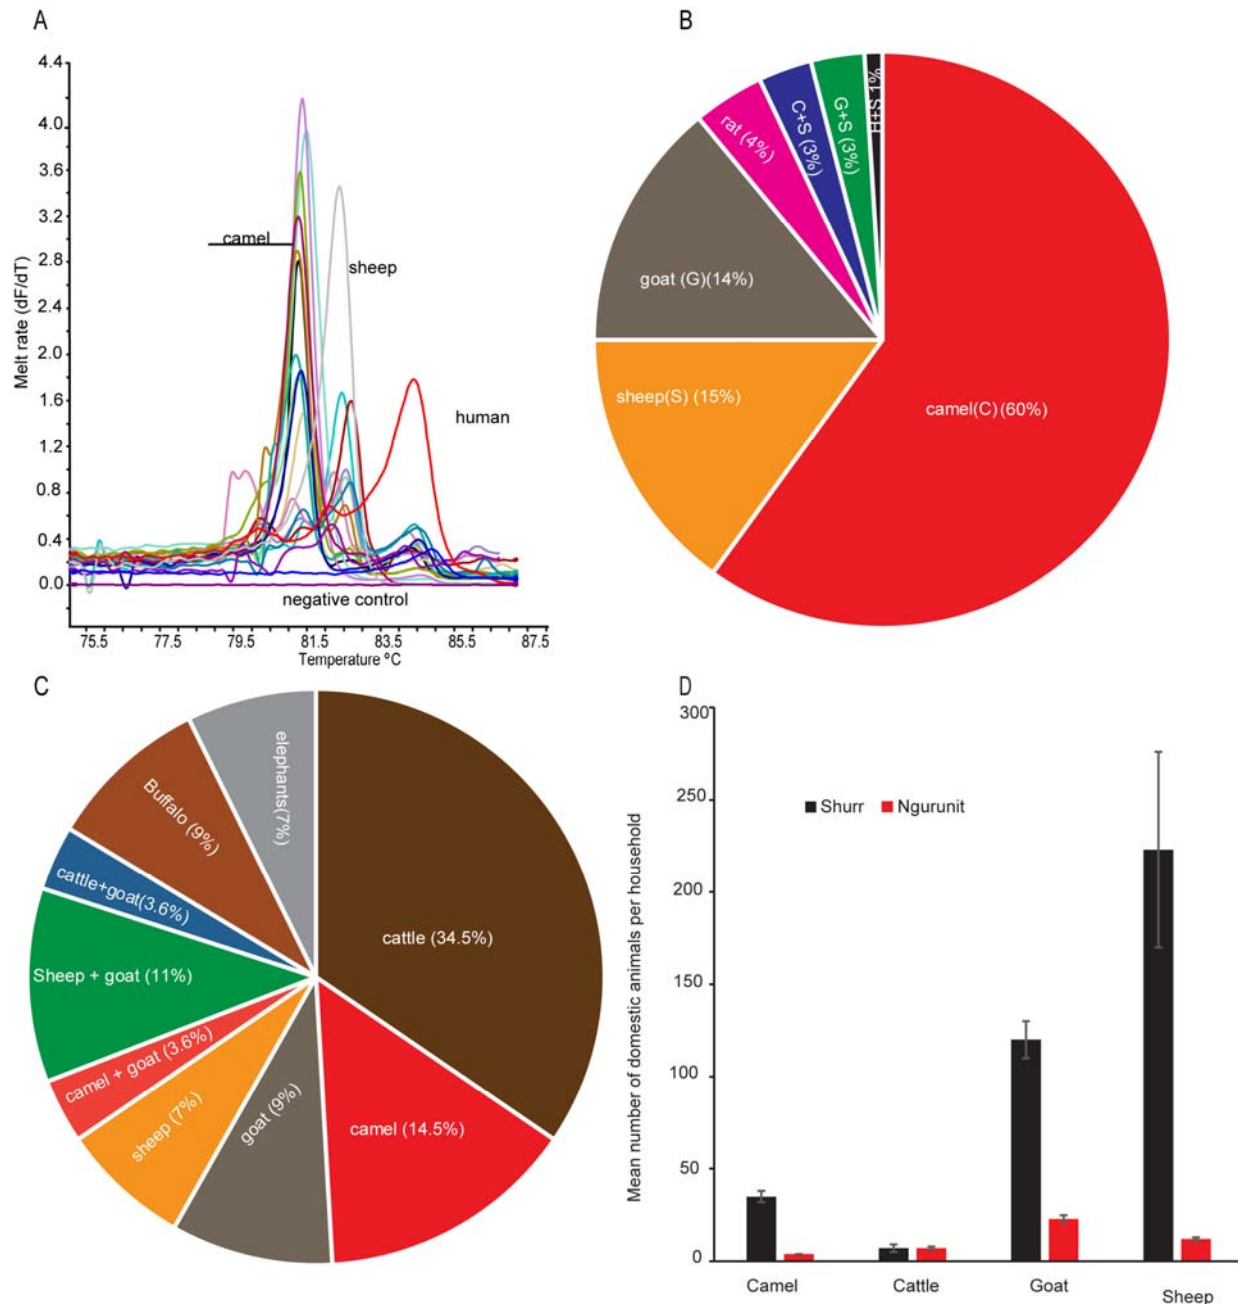 A
4.4
4.0
3.6
3.2
2.8
2.4
2.0
1.6
1.2
0.8
0.4
0.0
Melt rate (dF/dT)
camel
sheep
human
negative control
75.5 77.5 79.5 81.5 83.5 85.5 87.5
Temperature ºC
B
rat (4%)
C+S (3%)
G+S (3%)
H+S 1%
goat (G)(14%)
sheep(S) (15%)
camel(C) (60%)
C
elephants(7%)
Buffalo (9%)
cattle+goat(3.6%)
cattle (34.5%)
Sheep + goat (11%)
camel + goat (3.6%)
sheep (7%)
goat (9%)
camel (14.5%)
D
300
250
200
150
100
50
0
Mean number of domestic animals per household
Shurr Ngurunit
Camel Cattle Goat Sheep